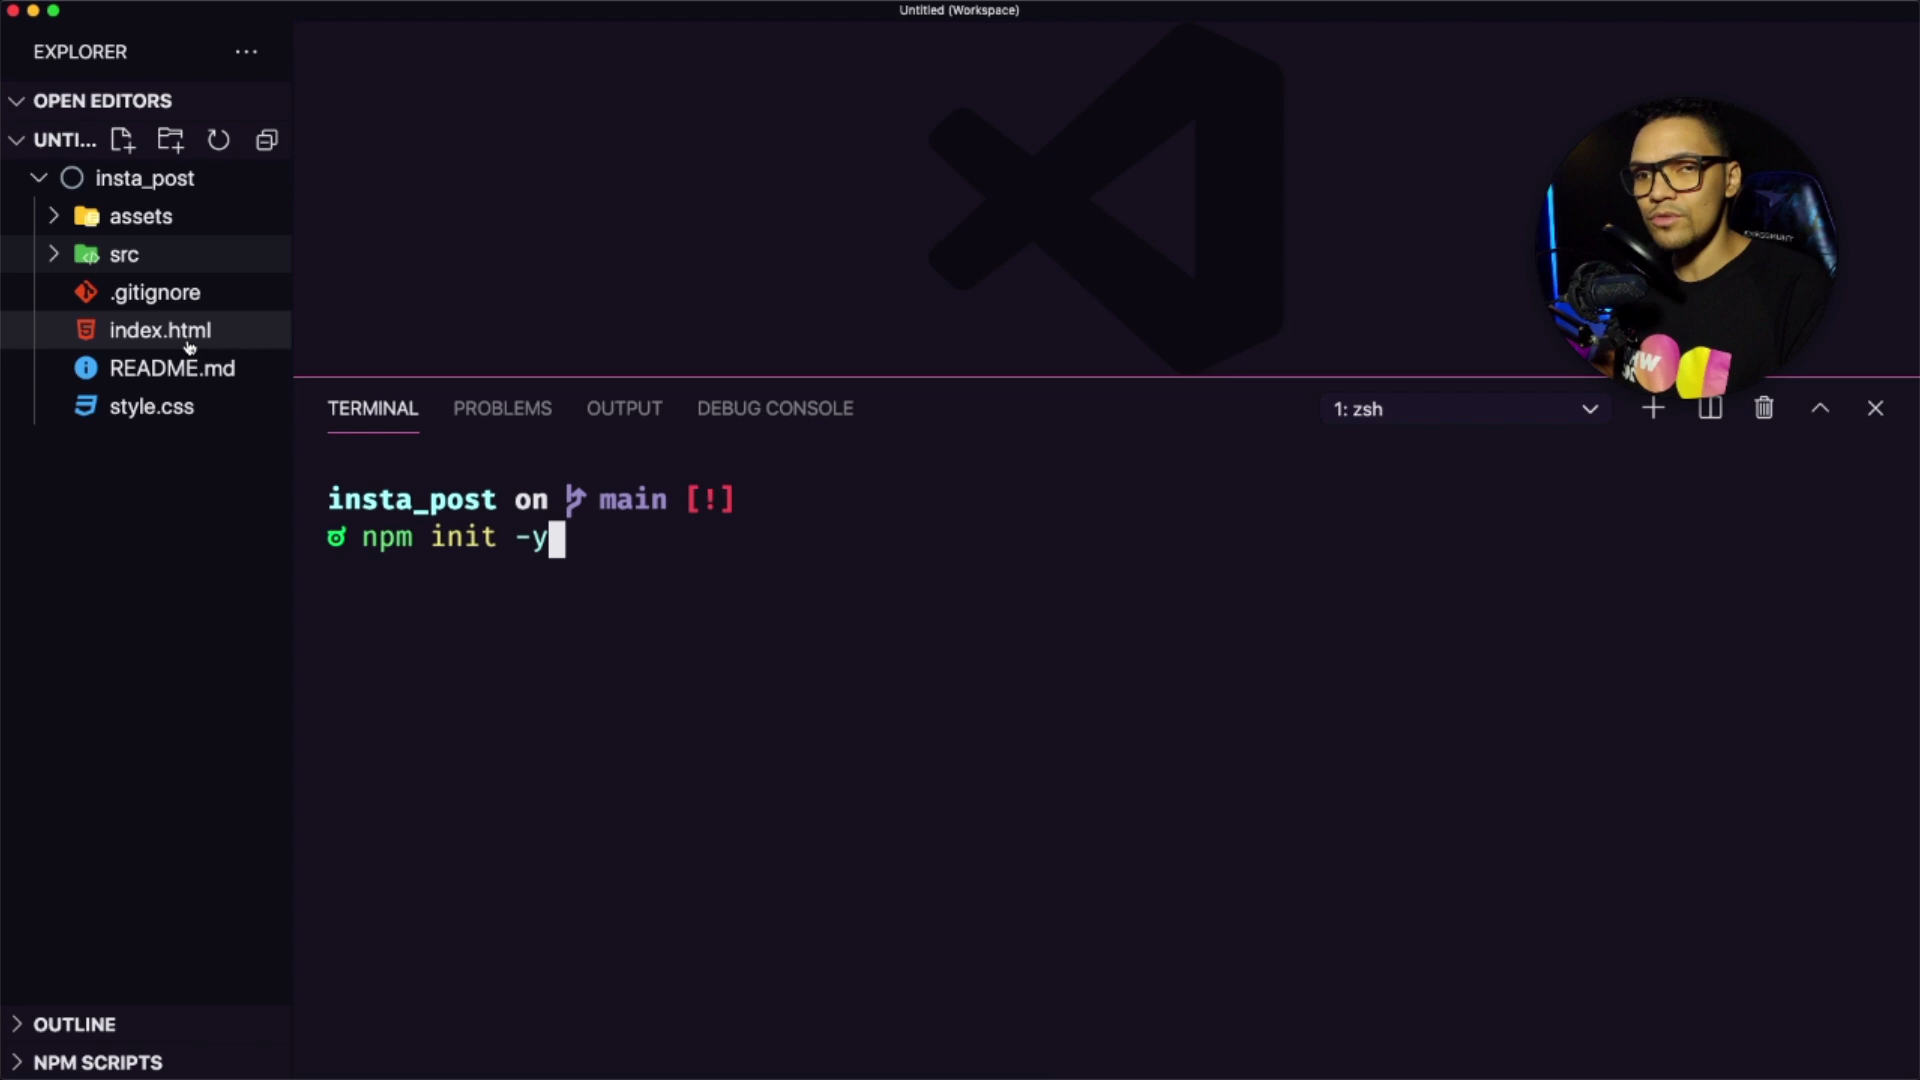 Untitled (Workspace)
EXPLORER
OPEN EDITORS
UNTI...
insta_post
assets
src
.gitignore
index.html
README.md
style.css
OUTLINE
NPM SCRIPTS
TERMINAL PROBLEMS OUTPUT DEBUG CONSOLE
1: zsh
insta_post on main [!]
npm init -y